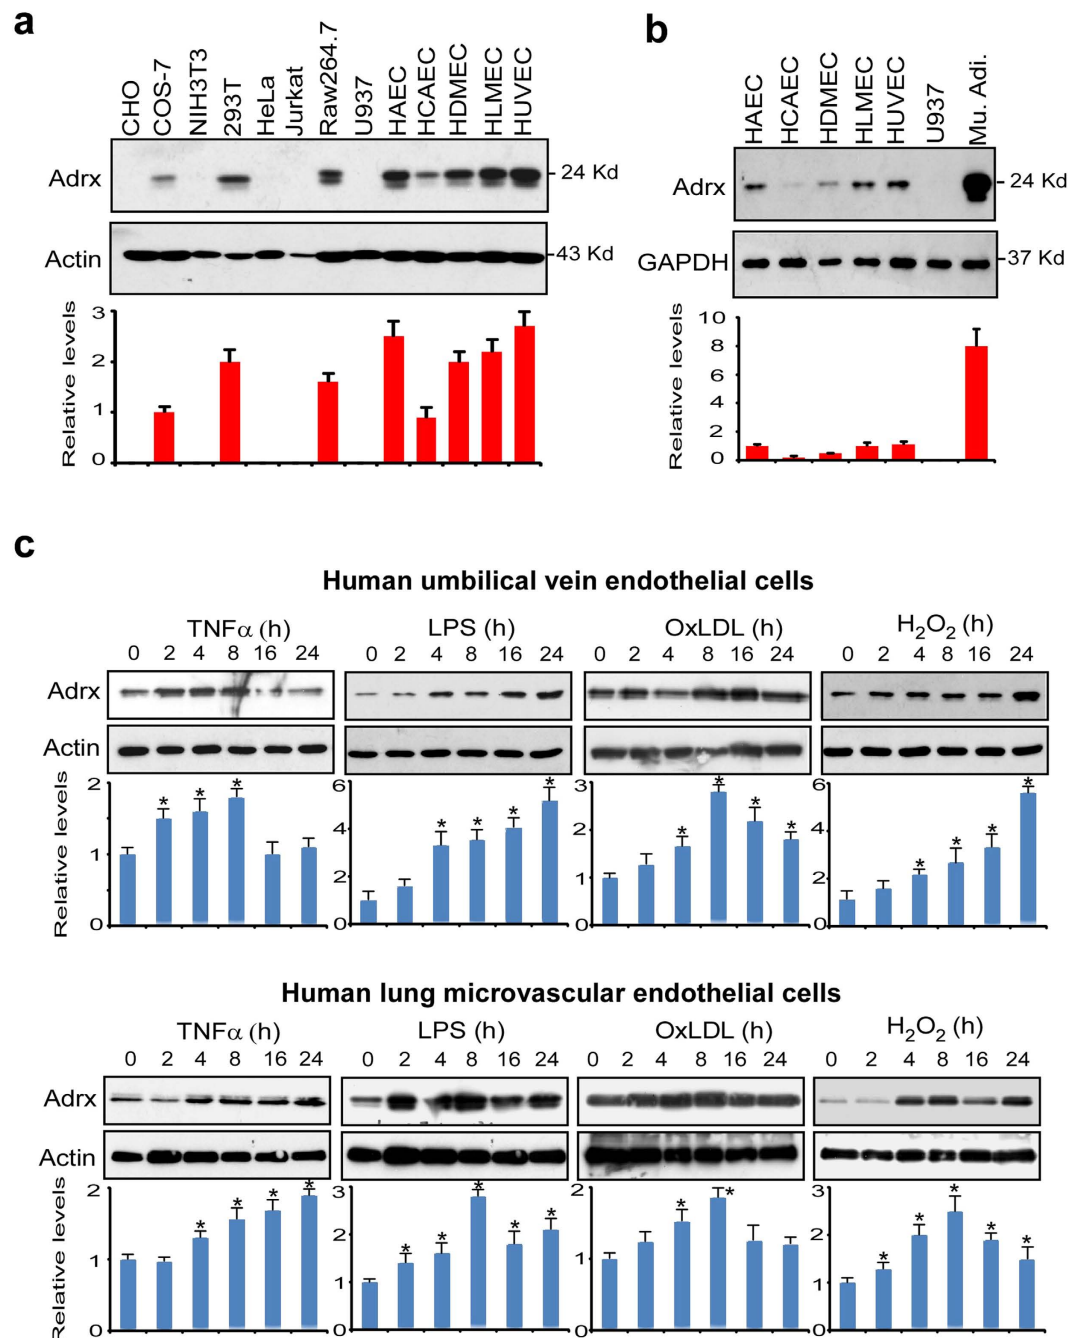 a
CHO COS-7 NIH3T3 293T HeLa Jurkat Raw264.7 U937 HAEC HCAEC HDMEC HLMEC HUVEC
Adrx 24 Kd
Actin 43 Kd
Relative levels
3
2
1
0
b
HAEC HCAEC HDMEC HLMEC HUVEC U937 Mu. Adi.
Adrx 24 Kd
GAPDH 37 Kd
Relative levels
10
8
6
4
2
0
c
Human umbilical vein endothelial cells
TNFα (h) LPS (h) OxLDL (h) H₂O₂ (h)
0 2 4 8 16 24 0 2 4 8 16 24 0 2 4 8 16 24 0 2 4 8 16 24
Adrx
Actin
Relative levels
2 6 3 6
* * * * * * * * * * * * * * * *
4 2 4
1 2 1 2
0 0 0 0
Human lung microvascular endothelial cells
TNFα (h) LPS (h) OxLDL (h) H₂O₂ (h)
0 2 4 8 16 24 0 2 4 8 16 24 0 2 4 8 12 16 24 0 2 4 8 16 24
Adrx
Actin
Relative levels
2 3 2 3
* * * * * * * * * * * * * * * *
2 2
1 1 1 1
0 0 0 0